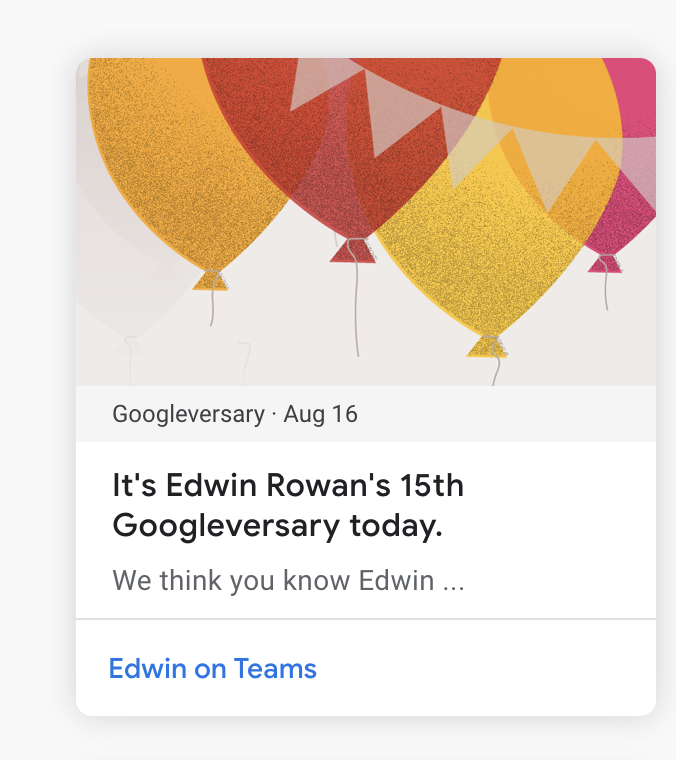 Googleversary · Aug 16
It's Edwin Rowan's 15th
Googleversary today.
We think you know Edwin ...
Edwin on Teams